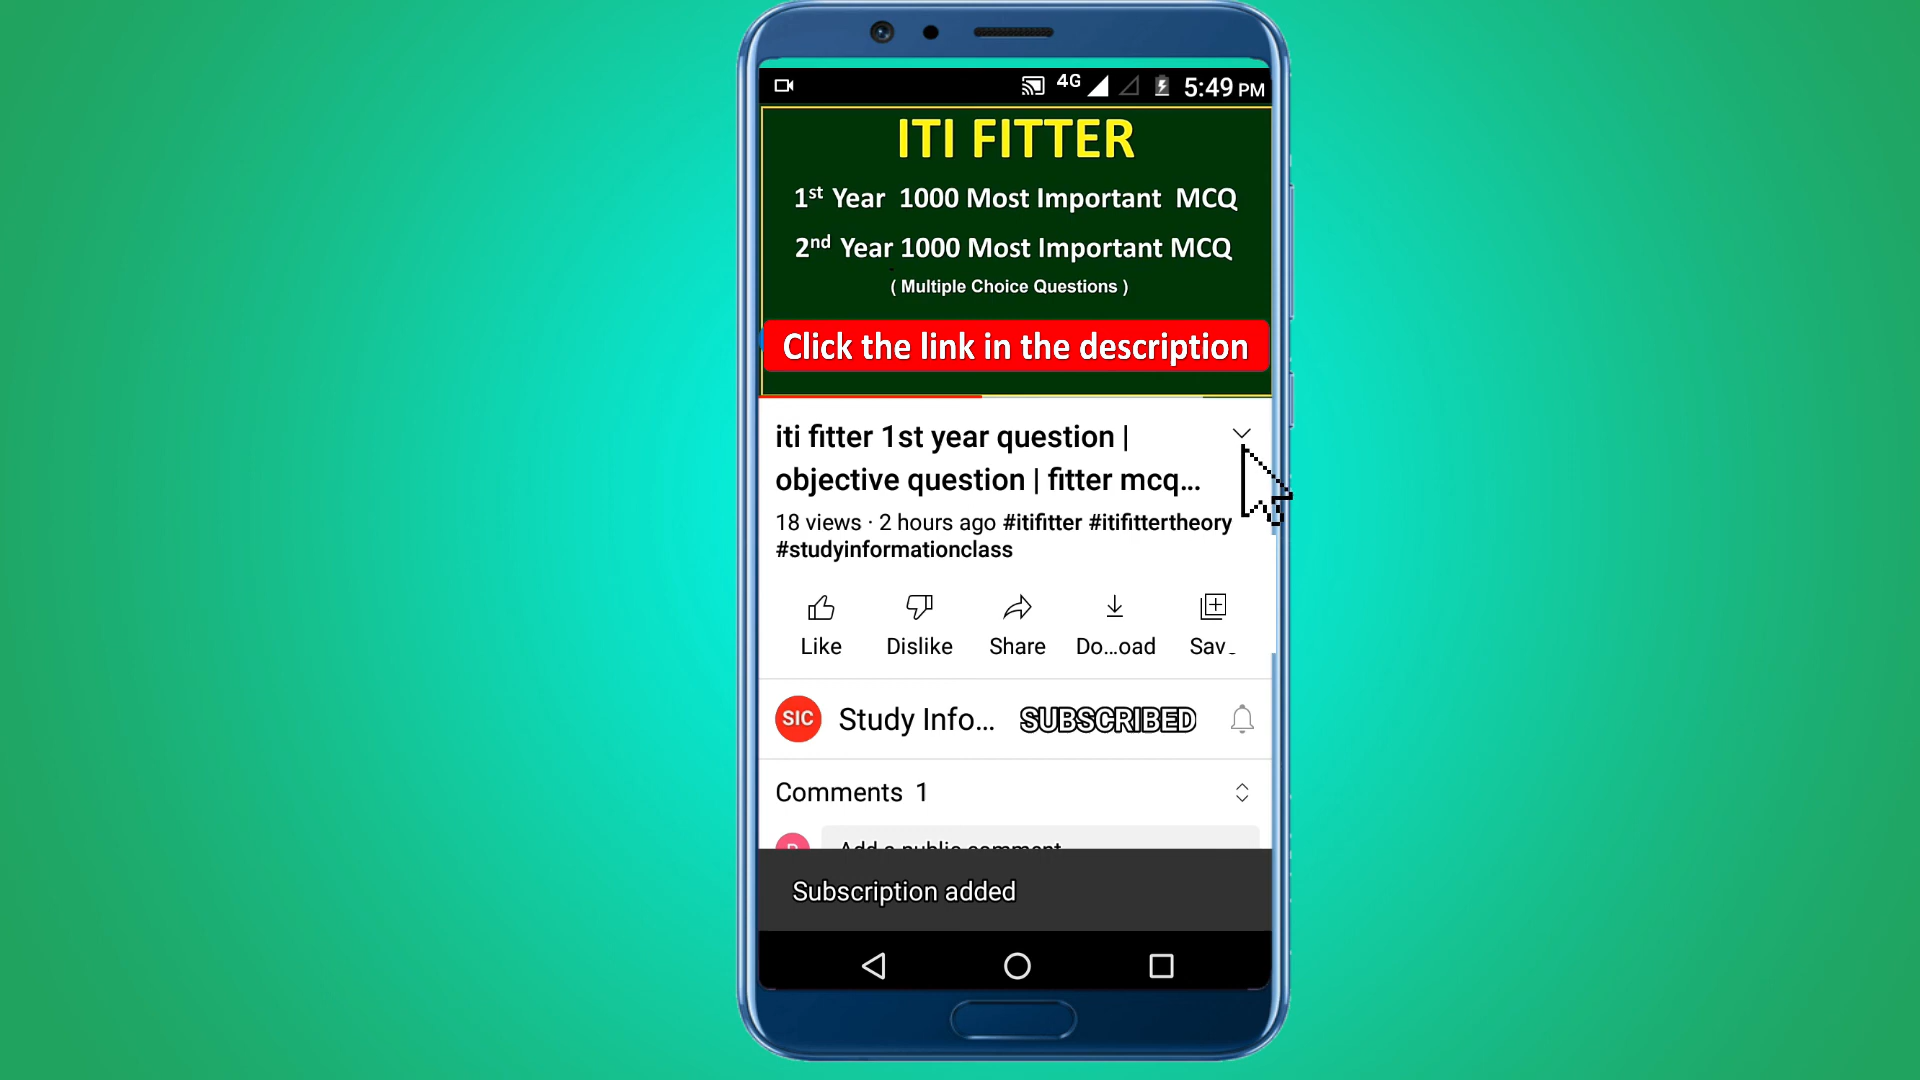 4G 5:49 PM
ITI FITTER
1st Year 1000 Most Important MCQ
2nd Year 1000 Most Important MCQ
( Multiple Choice Questions )
Click the link in the description
iti fitter 1st year question |
objective question | fitter mcq...
18 views · 2 hours ago #itifitter #itifittertheory
#studyinformationclass
Like Dislike Share Do...oad Sav
SIC Study Info... SUBSCRIBED
Comments 1
Add a public comment
Subscription added